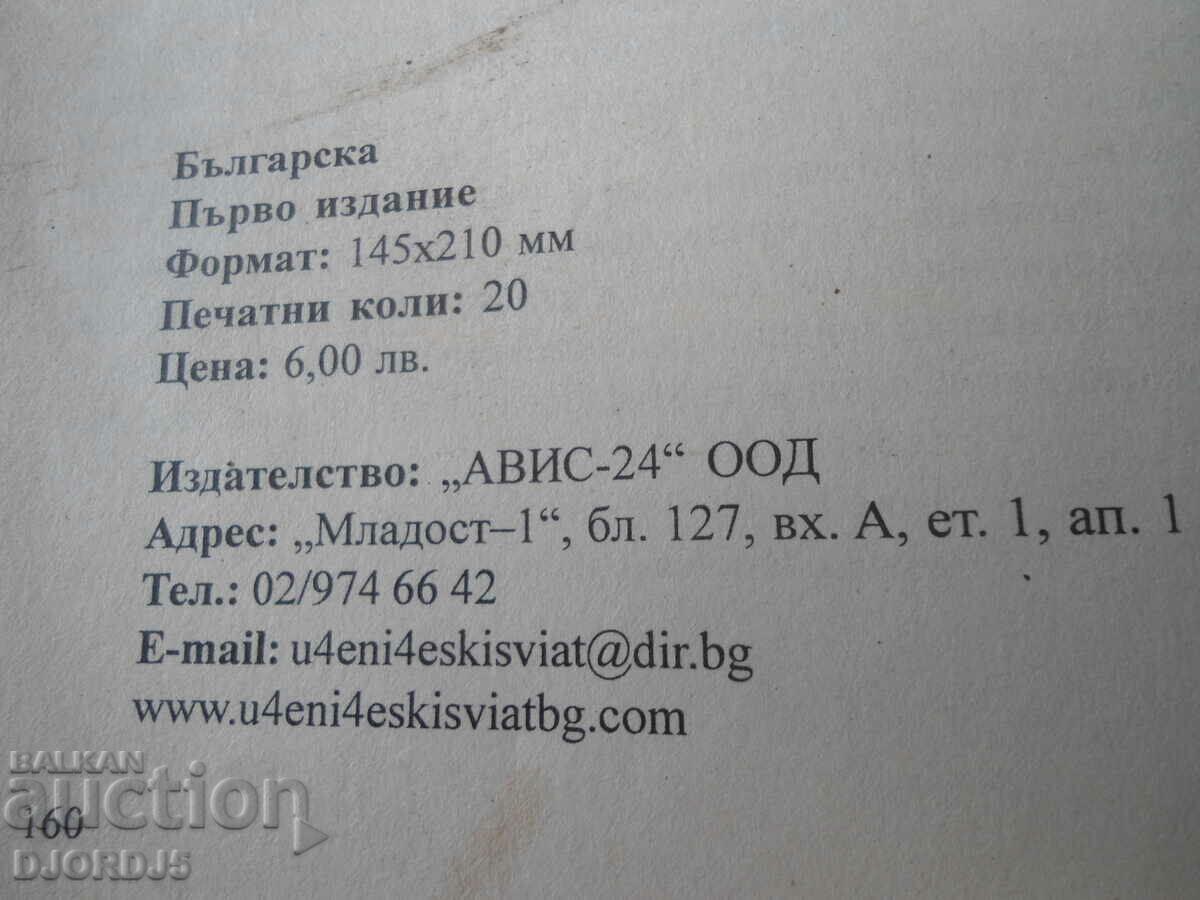 Българска
Първо издание
Формат: 145х210 мм
Печатни коли: 20
Цена: 6,00 лв.
Издателство: „АВИС-24“ ООД
Адрес: „Младост–1“, бл. 127, вх. А, ет. 1, ап. 1
Тел.: 02/974 66 42
E-mail: u4eni4eskisviat@dir.bg
www.u4eni4eskisviatbg.com
BALKAN
auction
160
DJORDJ5